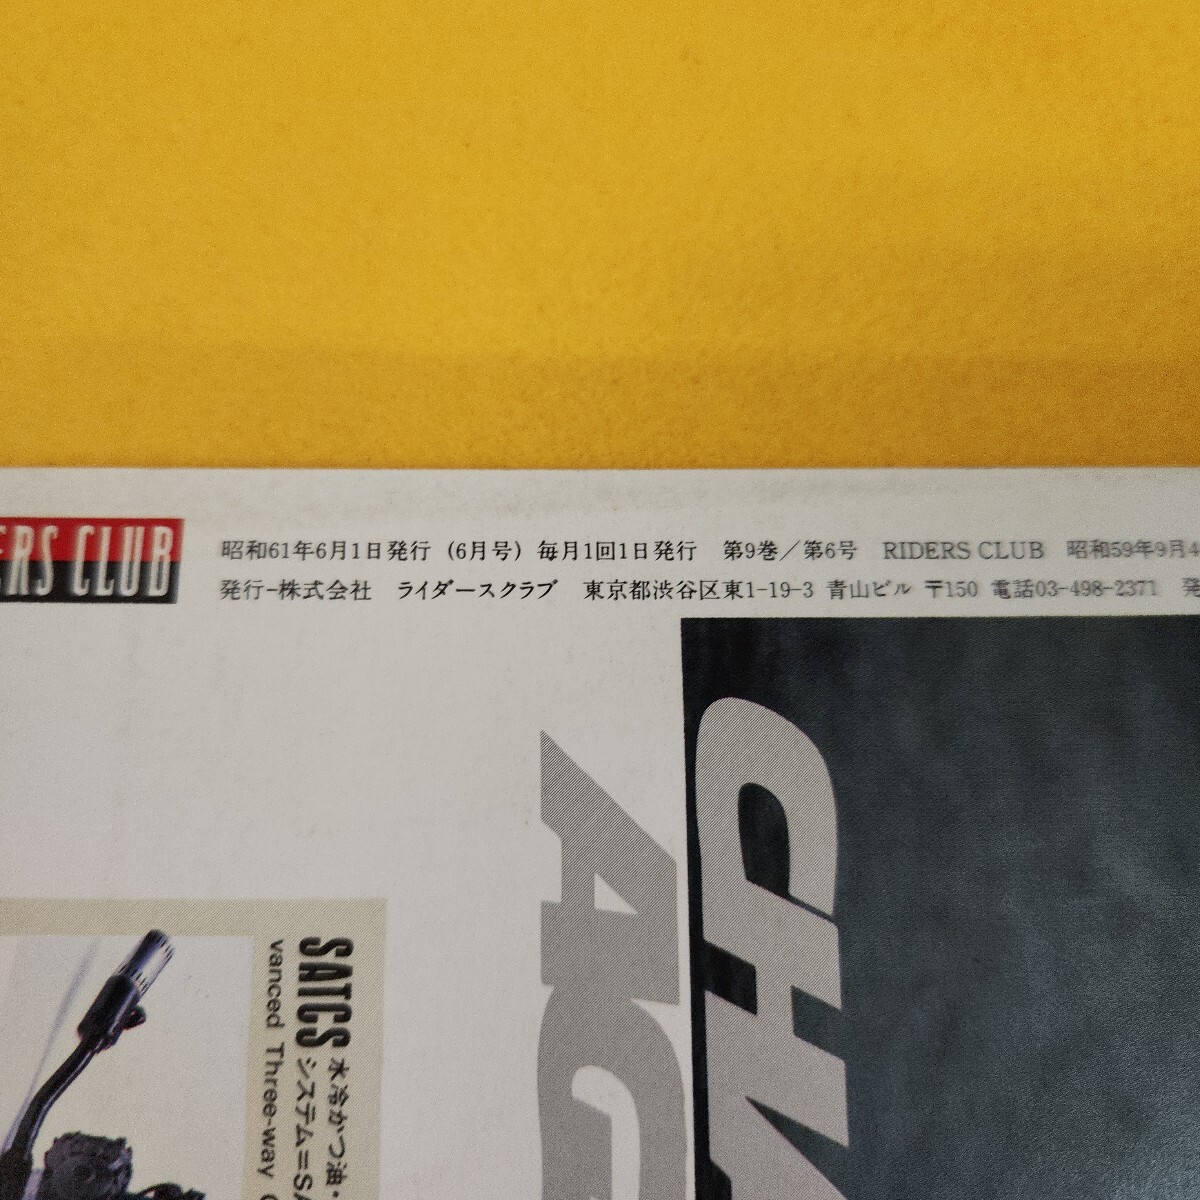 ERS CLUB
昭和61年6月1日発行（6月号）毎月1回1日発行　第9巻／第6号　RIDERS CLUB　昭和59年9月4
発行-株式会社　ライダースクラブ　東京都渋谷区東1-19-3 青山ビル 〒150 電話03-498-2371　発
SATCS 水冷かつ油・
システム=SA
vanced Three-way